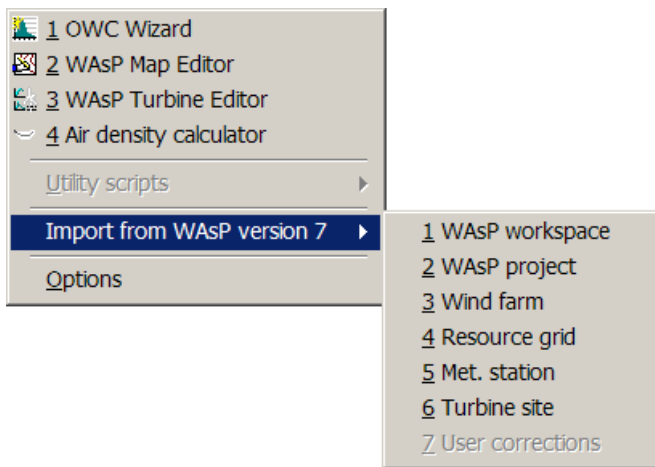 1 OWC Wizard
2 WAsP Map Editor
3 WAsP Turbine Editor
4 Air density calculator
Utility scripts
Import from WAsP version 7
Options
1 WAsP workspace
2 WAsP project
3 Wind farm
4 Resource grid
5 Met. station
6 Turbine site
7 User corrections